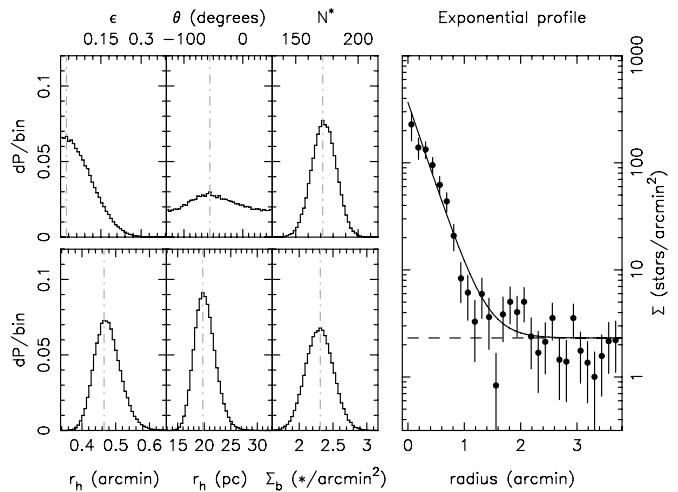 ϵ θ (degrees) N* Exponential profile
0.15 0.3 −100 0 150 200
0.1
0.05
0
dP/bin
0.1
0.05
0
dP/bin
0.4 0.5 0.6 15 20 25 30 2 2.5 3
r_h (arcmin) r_h (pc) Σ_b (*/arcmin²)
1000
100
10
1
Σ (stars/arcmin²)
0 1 2 3
radius (arcmin)